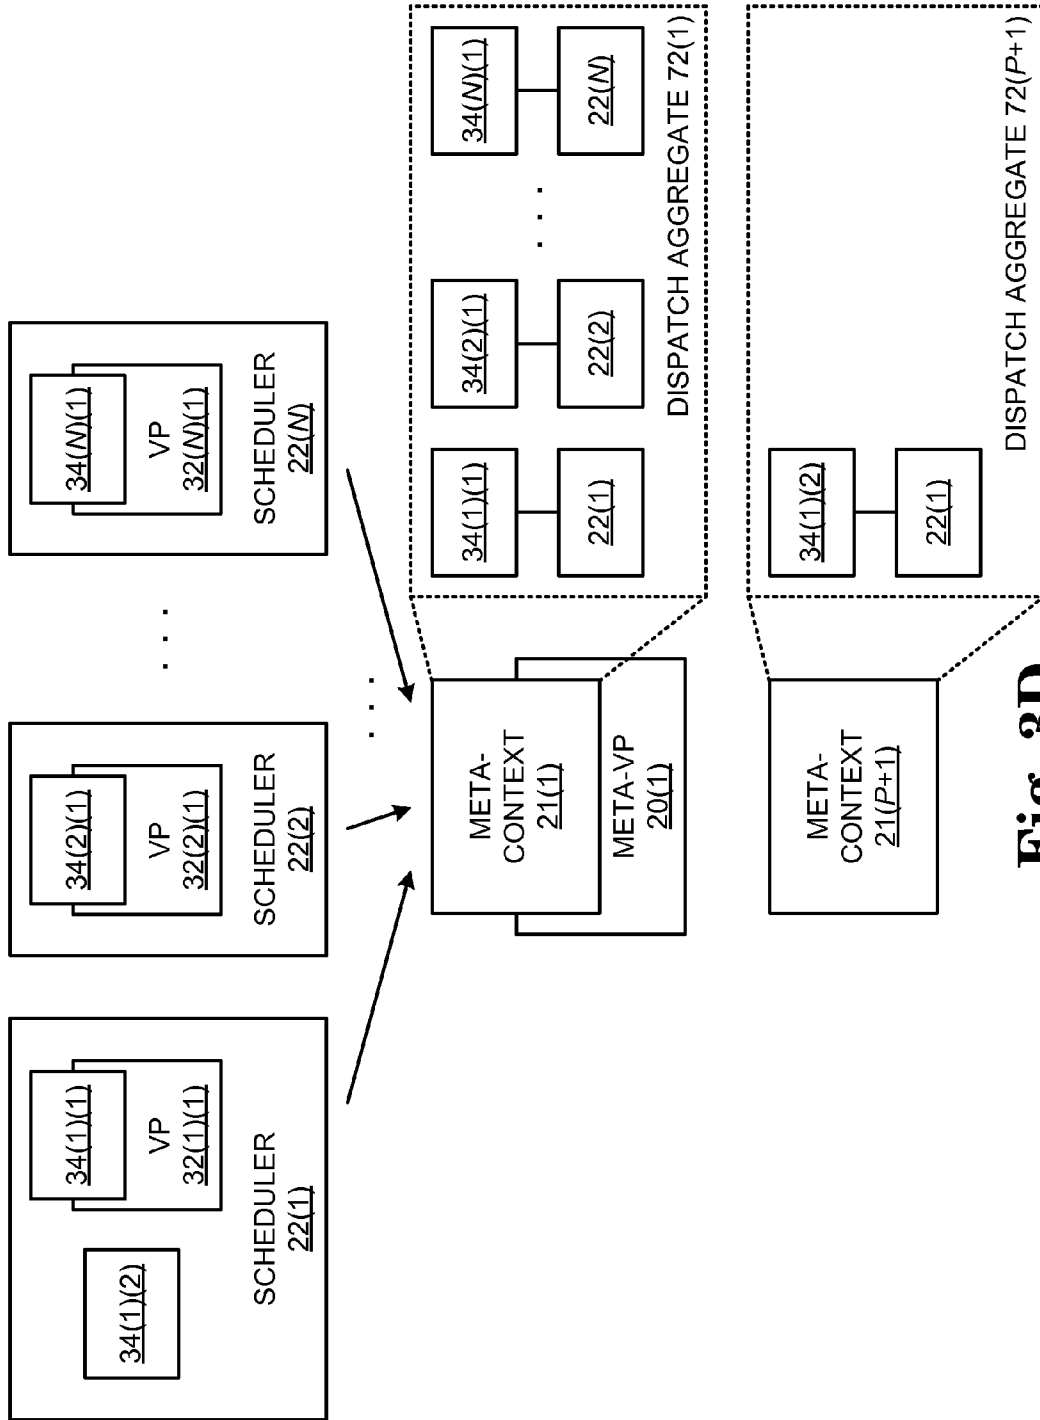 34(1)(2)
34(1)(1)
VP
32(1)(1)
SCHEDULER
22(1)
34(2)(1)
VP
32(2)(1)
SCHEDULER
22(2)
. . .
34(N)(1)
VP
32(N)(1)
SCHEDULER
22(N)
. . .
META-
CONTEXT
21(1)
META-VP
20(1)
34(1)(1)
22(1)
34(2)(1)
22(2)
. . .
34(N)(1)
22(N)
DISPATCH AGGREGATE 72(1)
META-
CONTEXT
21(P+1)
34(1)(2)
22(1)
DISPATCH AGGREGATE 72(P+1)